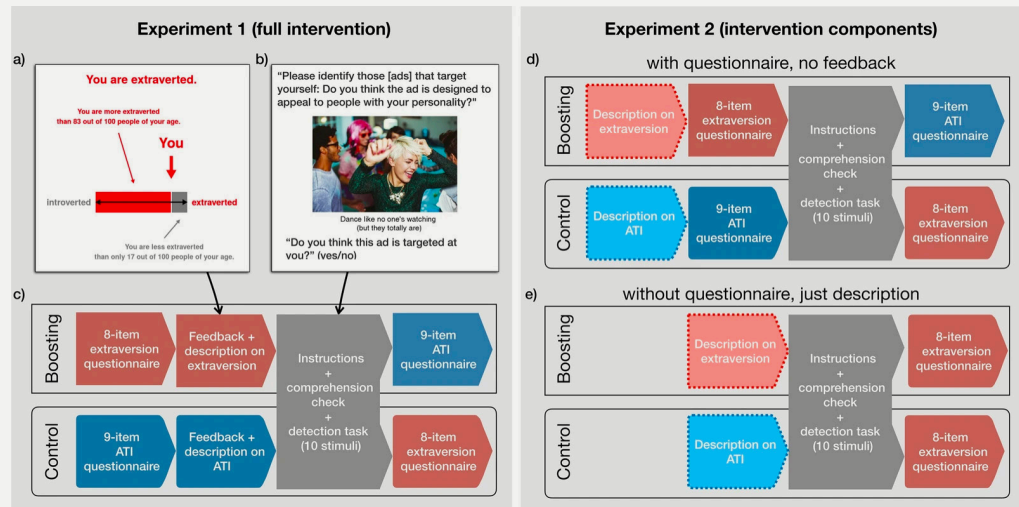 Experiment 1 (full intervention)
a)
You are extraverted.
You are more extraverted
than 83 out of 100 people of your age.
You
introverted
extraverted
You are less extraverted
than only 17 out of 100 people of your age.
b)
“Please identify those [ads] that target
yourself: Do you think the ad is designed to
appeal to people with your personality?”
Dance like no one's watching
(but they totally are)
“Do you think this ad is targeted at
you?” (yes/no)
c)
Boosting
8-item
extraversion
questionnaire
Feedback +
description on
extraversion
Instructions
+
comprehension
check
+
detection task
(10 stimuli)
9-item
ATI
questionnaire
Control
9-item
ATI
questionnaire
Feedback +
description on
ATI
8-item
extraversion
questionnaire
Experiment 2 (intervention components)
d)
with questionnaire, no feedback
Boosting
Description on
extraversion
8-item
extraversion
questionnaire
Instructions
+
comprehension
check
+
detection task
(10 stimuli)
9-item
ATI
questionnaire
Control
Description on
ATI
9-item
ATI
questionnaire
8-item
extraversion
questionnaire
e)
without questionnaire, just description
Boosting
Description on
extraversion
Instructions
+
comprehension
check
+
detection task
(10 stimuli)
8-item
extraversion
questionnaire
Control
Description on
ATI
8-item
extraversion
questionnaire